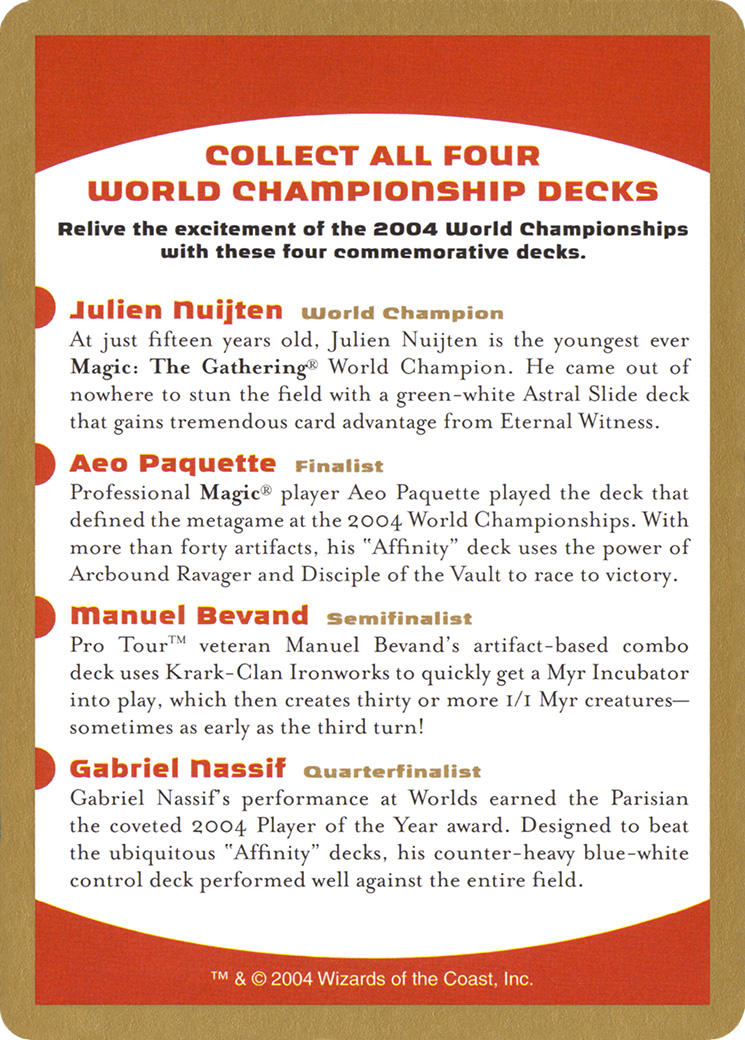 COLLECT ALL FOUR
WORLD CHAMPIONSHIP DECKS
Relive the excitement of the 2004 World Championships
with these four commemorative decks.
Julien Nuijten World Champion
At just fifteen years old, Julien Nuijten is the youngest ever
Magic: The Gathering® World Champion. He came out of
nowhere to stun the field with a green-white Astral Slide deck
that gains tremendous card advantage from Eternal Witness.
Aeo Paquette Finalist
Professional Magic® player Aeo Paquette played the deck that
defined the metagame at the 2004 World Championships. With
more than forty artifacts, his "Affinity" deck uses the power of
Arcbound Ravager and Disciple of the Vault to race to victory.
Manuel Bevand Semifinalist
Pro Tour™ veteran Manuel Bevand's artifact-based combo
deck uses Krark-Clan Ironworks to quickly get a Myr Incubator
into play, which then creates thirty or more 1/1 Myr creatures—
sometimes as early as the third turn!
Gabriel Nassif Quarterfinalist
Gabriel Nassif's performance at Worlds earned the Parisian
the coveted 2004 Player of the Year award. Designed to beat
the ubiquitous "Affinity" decks, his counter-heavy blue-white
control deck performed well against the entire field.
™ & © 2004 Wizards of the Coast, Inc.